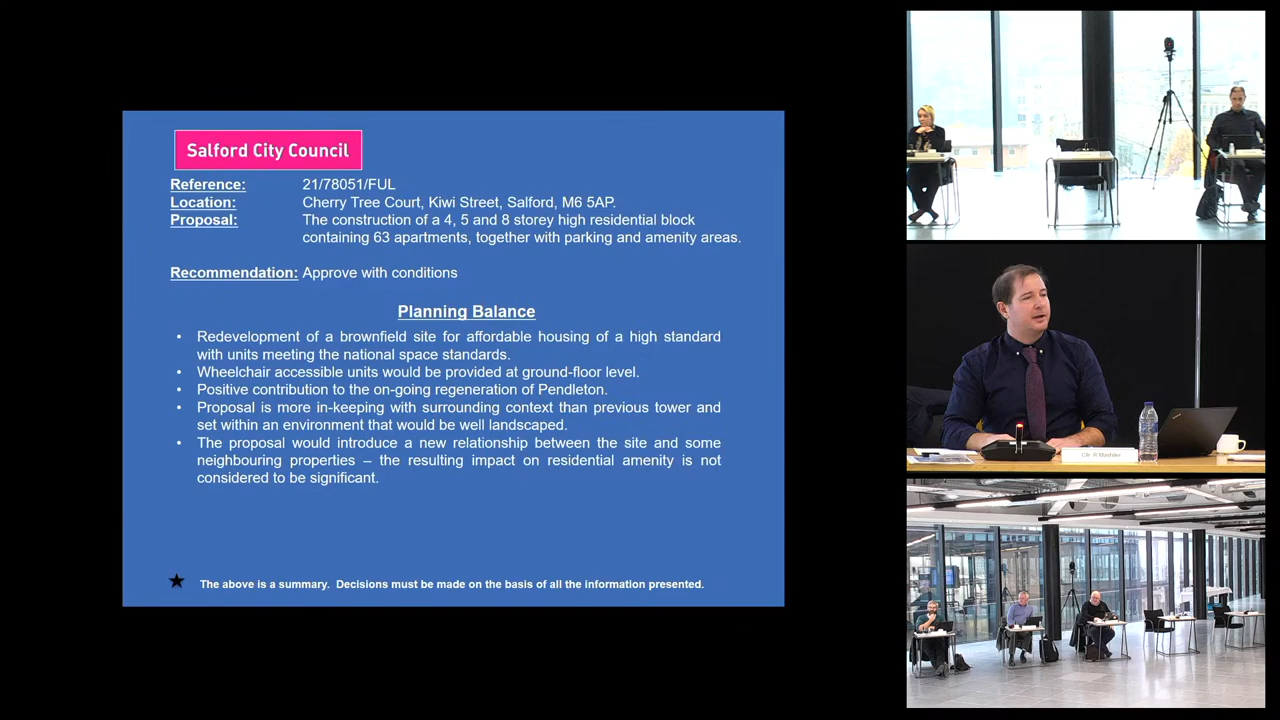 Salford City Council
Reference: 21/78051/FUL
Location: Cherry Tree Court, Kiwi Street, Salford, M6 5AP.
Proposal: The construction of a 4, 5 and 8 storey high residential block
containing 63 apartments, together with parking and amenity areas.
Recommendation: Approve with conditions
Planning Balance
• Redevelopment of a brownfield site for affordable housing of a high standard
with units meeting the national space standards.
• Wheelchair accessible units would be provided at ground-floor level.
• Positive contribution to the on-going regeneration of Pendleton.
• Proposal is more in-keeping with surrounding context than previous tower and
set within an environment that would be well landscaped.
• The proposal would introduce a new relationship between the site and some
neighbouring properties – the resulting impact on residential amenity is not
considered to be significant.
The above is a summary. Decisions must be made on the basis of all the information presented.
Cllr R Mashiter